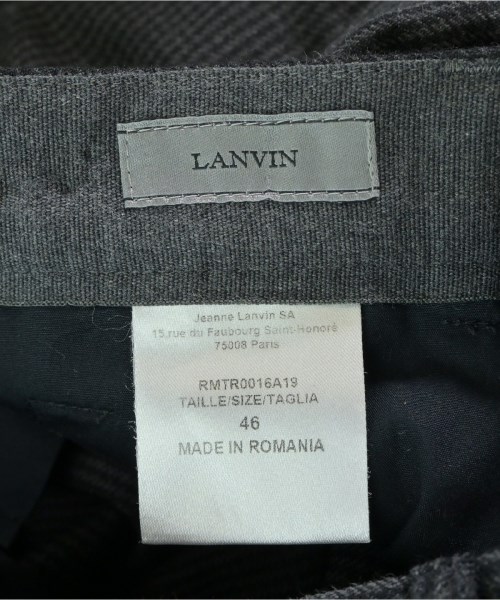 LANVIN
Jeanne Lanvin SA
15,rue du Faubourg Saint-Honoré
75008 Paris
RMTR0016A19
TAILLE/SIZE/TAGLIA
46
MADE IN ROMANIA